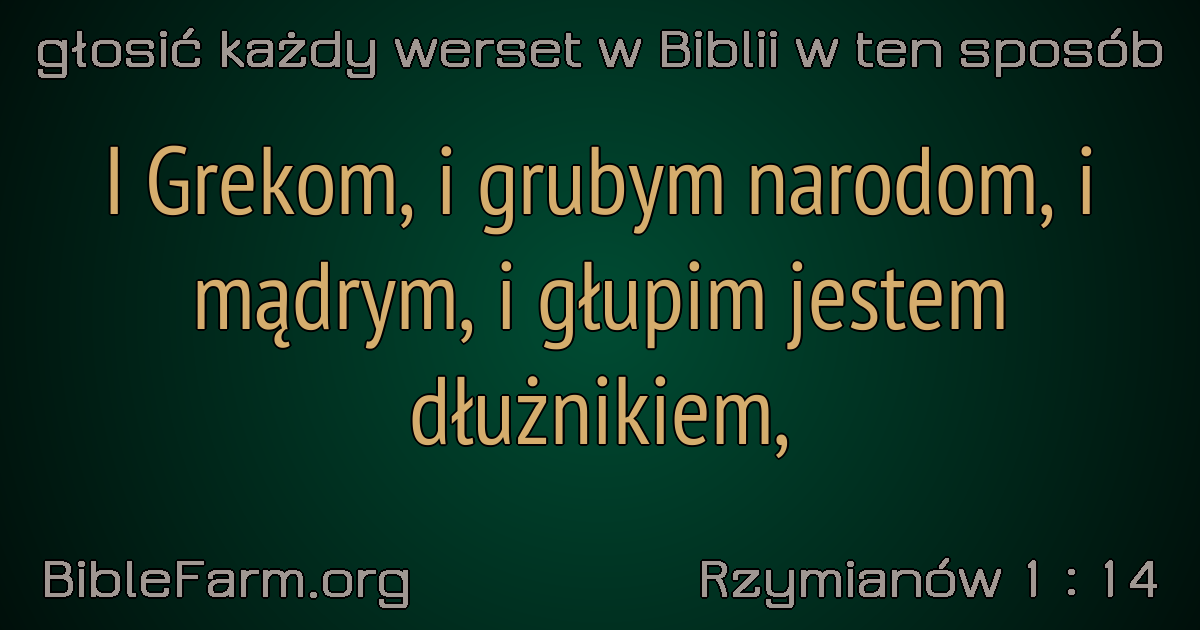 głosić każdy werset w Biblii w ten sposób
I Grekom, i grubym narodom, i
mądrym, i głupim jestem
dłużnikiem,
BibleFarm.org
Rzymianów 1 : 14